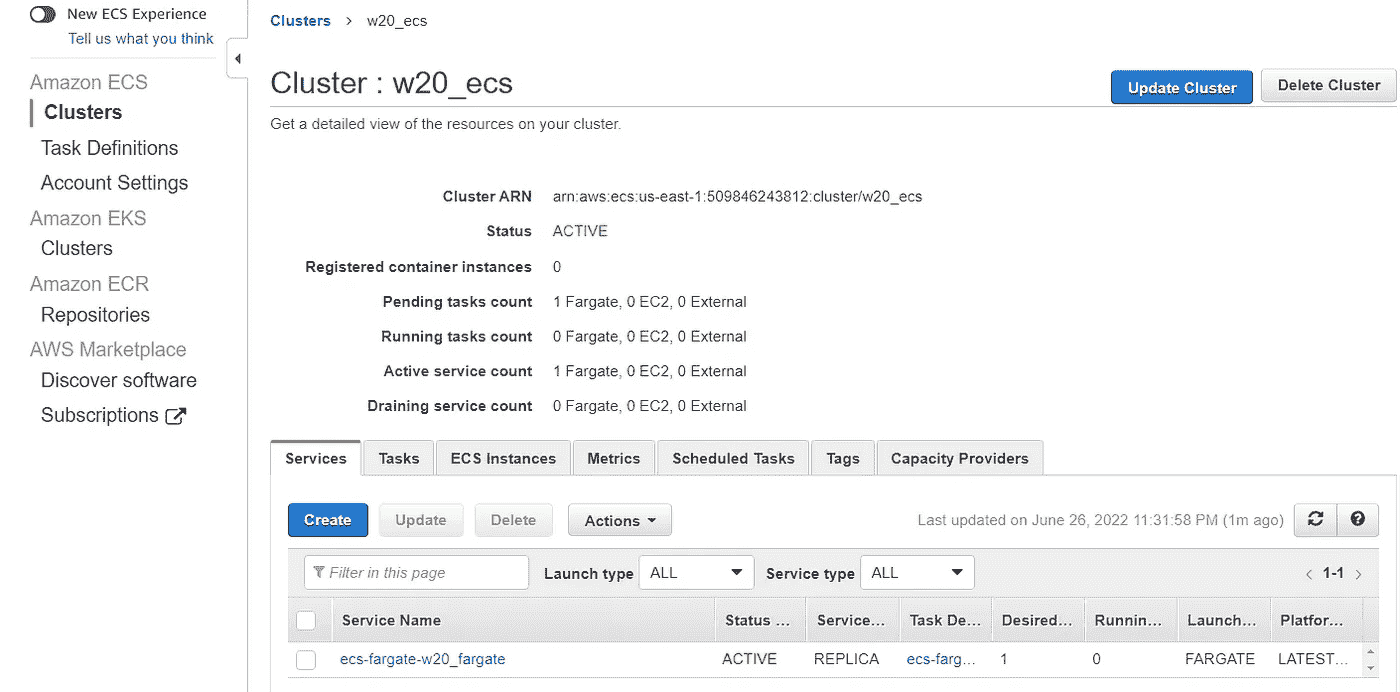 New ECS Experience
Tell us what you think
Amazon ECS
Clusters
Task Definitions
Account Settings
Amazon EKS
Clusters
Amazon ECR
Repositories
AWS Marketplace
Discover software
Subscriptions
Clusters > w20_ecs
Cluster : w20_ecs
Update Cluster
Delete Cluster
Get a detailed view of the resources on your cluster.
Cluster ARN arn:aws:ecs:us-east-1:509846243812:cluster/w20_ecs
Status ACTIVE
Registered container instances 0
Pending tasks count 1 Fargate, 0 EC2, 0 External
Running tasks count 0 Fargate, 0 EC2, 0 External
Active service count 1 Fargate, 0 EC2, 0 External
Draining service count 0 Fargate, 0 EC2, 0 External
Services Tasks ECS Instances Metrics Scheduled Tasks Tags Capacity Providers
Create Update Delete Actions Last updated on June 26, 2022 11:31:58 PM (1m ago)
Filter in this page Launch type ALL Service type ALL < 1-1 >
Service Name Status ... Service... Task De... Desired... Runnin... Launch... Platfor...
ecs-fargate-w20_fargate ACTIVE REPLICA ecs-farg... 1 0 FARGATE LATEST...